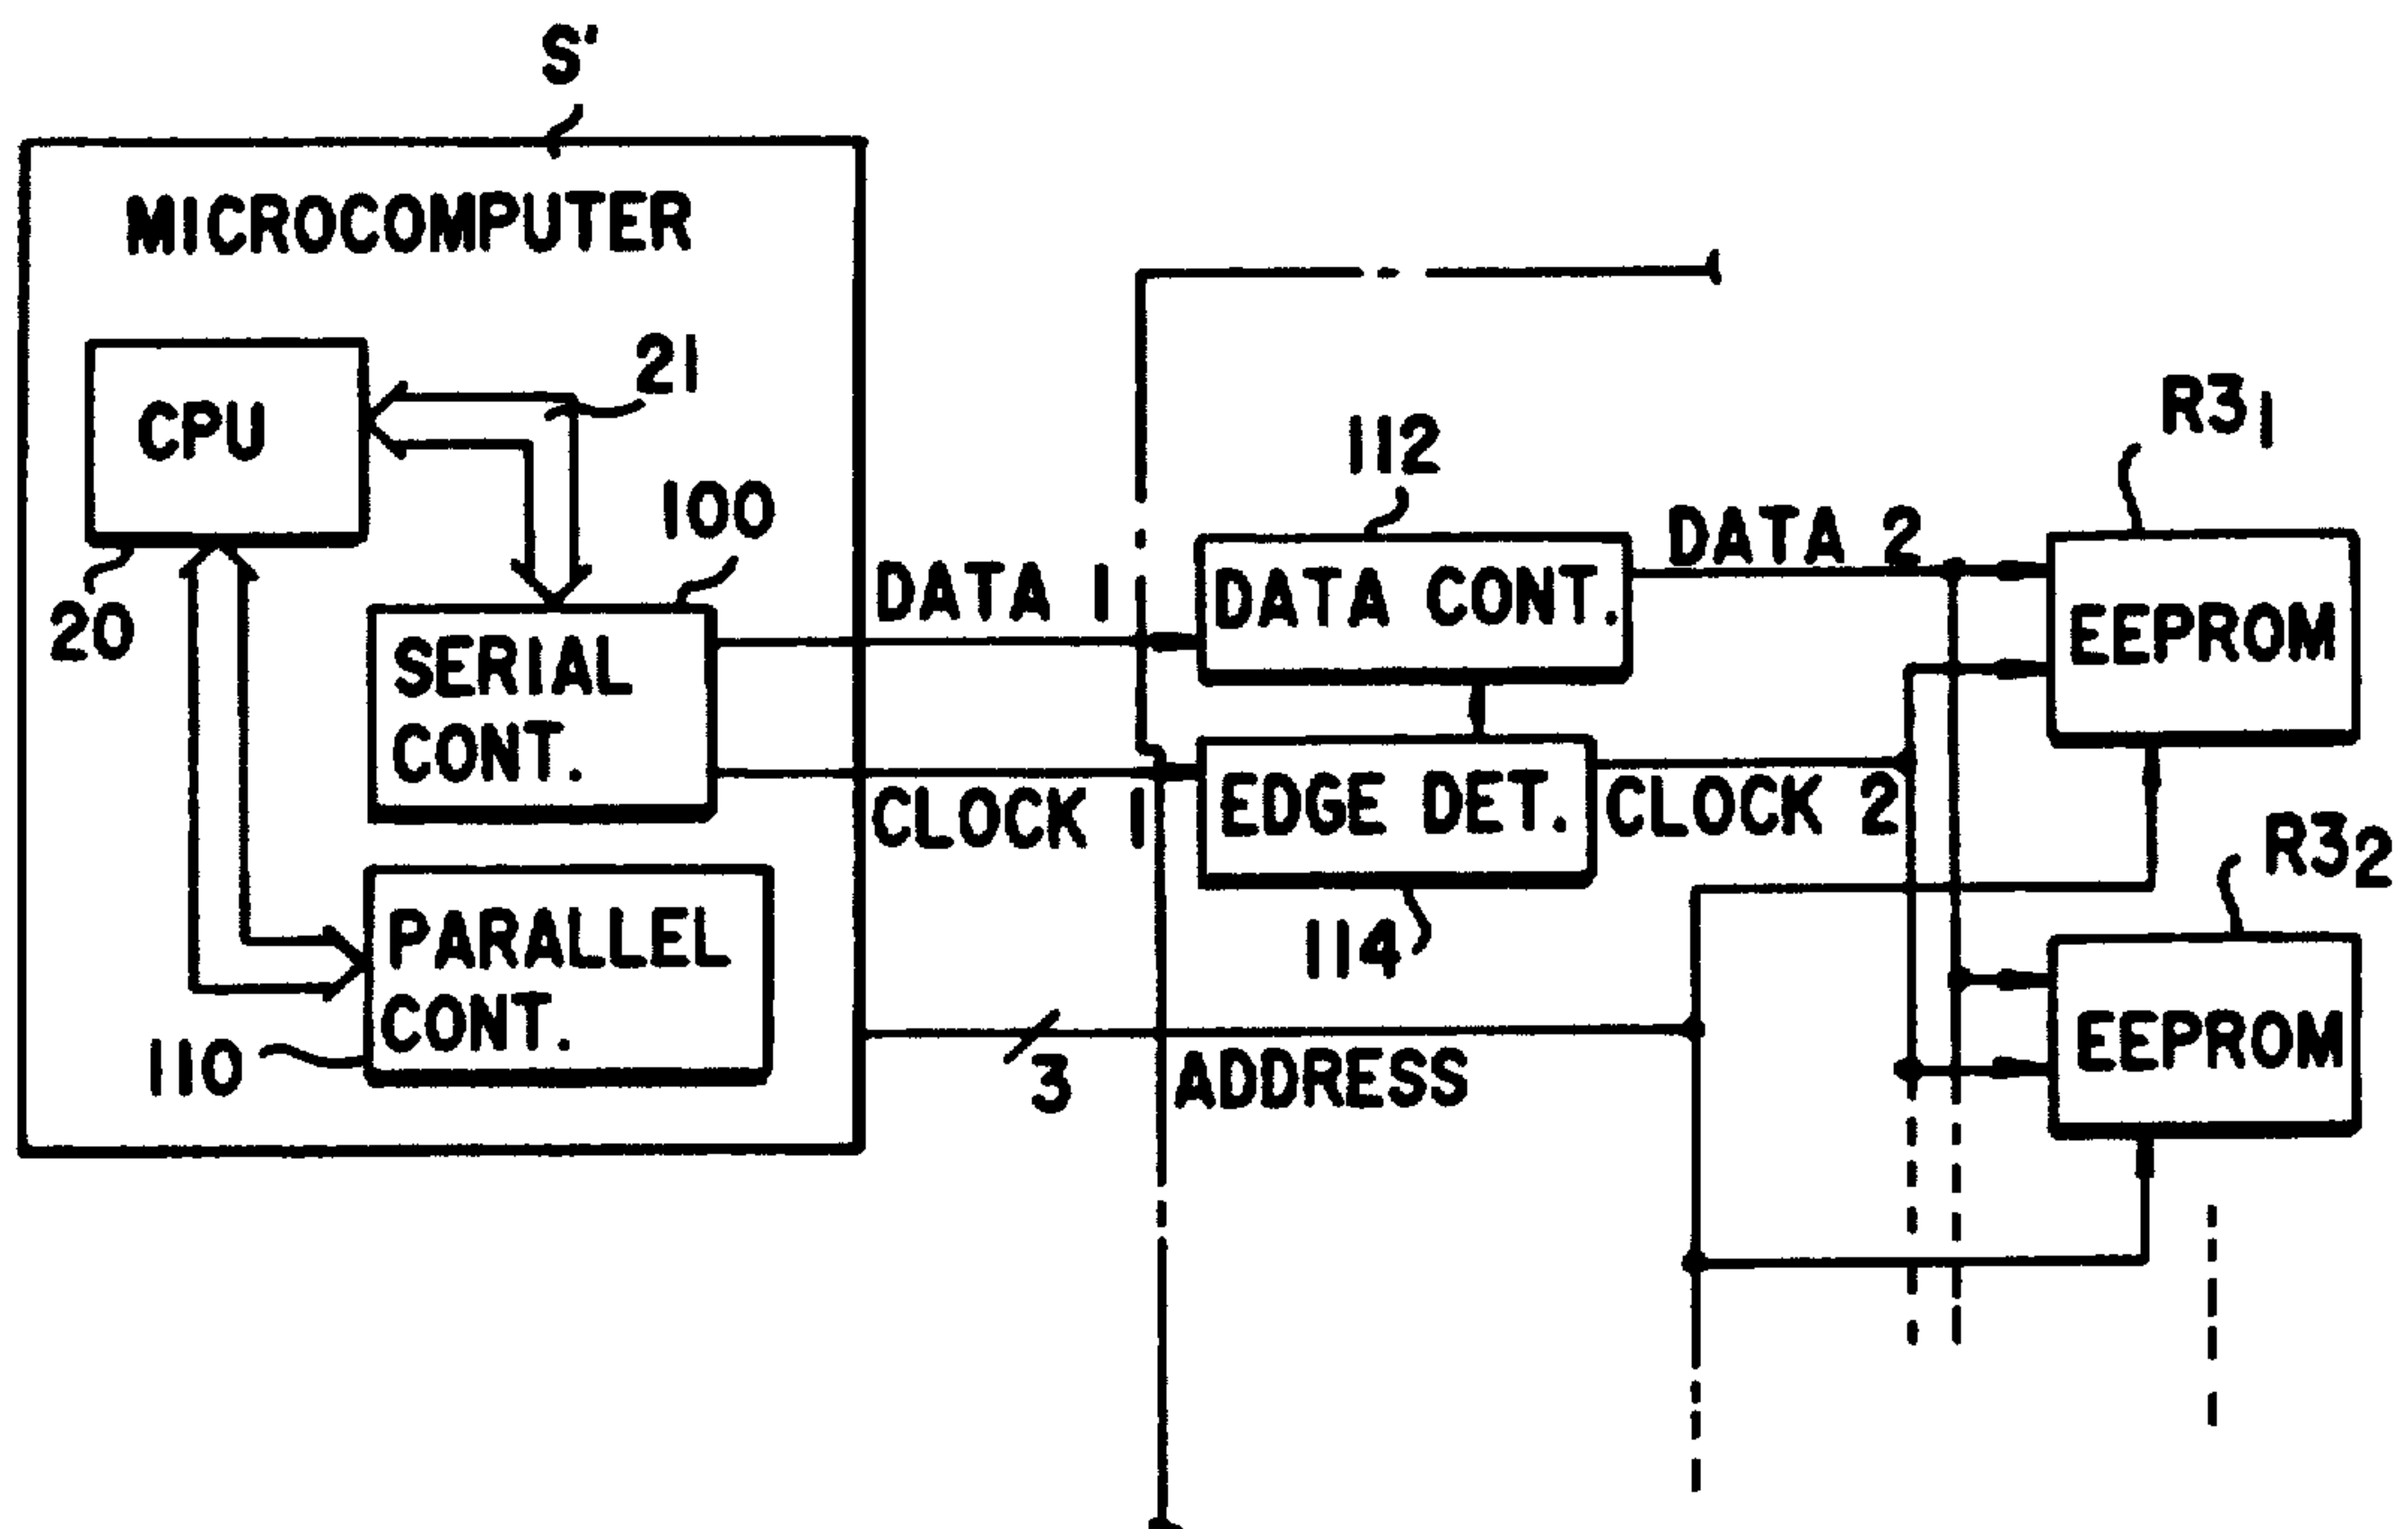 S'
MICROCOMPUTER
21
CPU
R31
112
100
DATA 2
DATA 1
DATA CONT.
20
EEPROM
SERIAL
CONT.
CLOCK 1
EDGE DET.
CLOCK 2
R32
PARALLEL
CONT.
114
EEPROM
110
3
ADDRESS